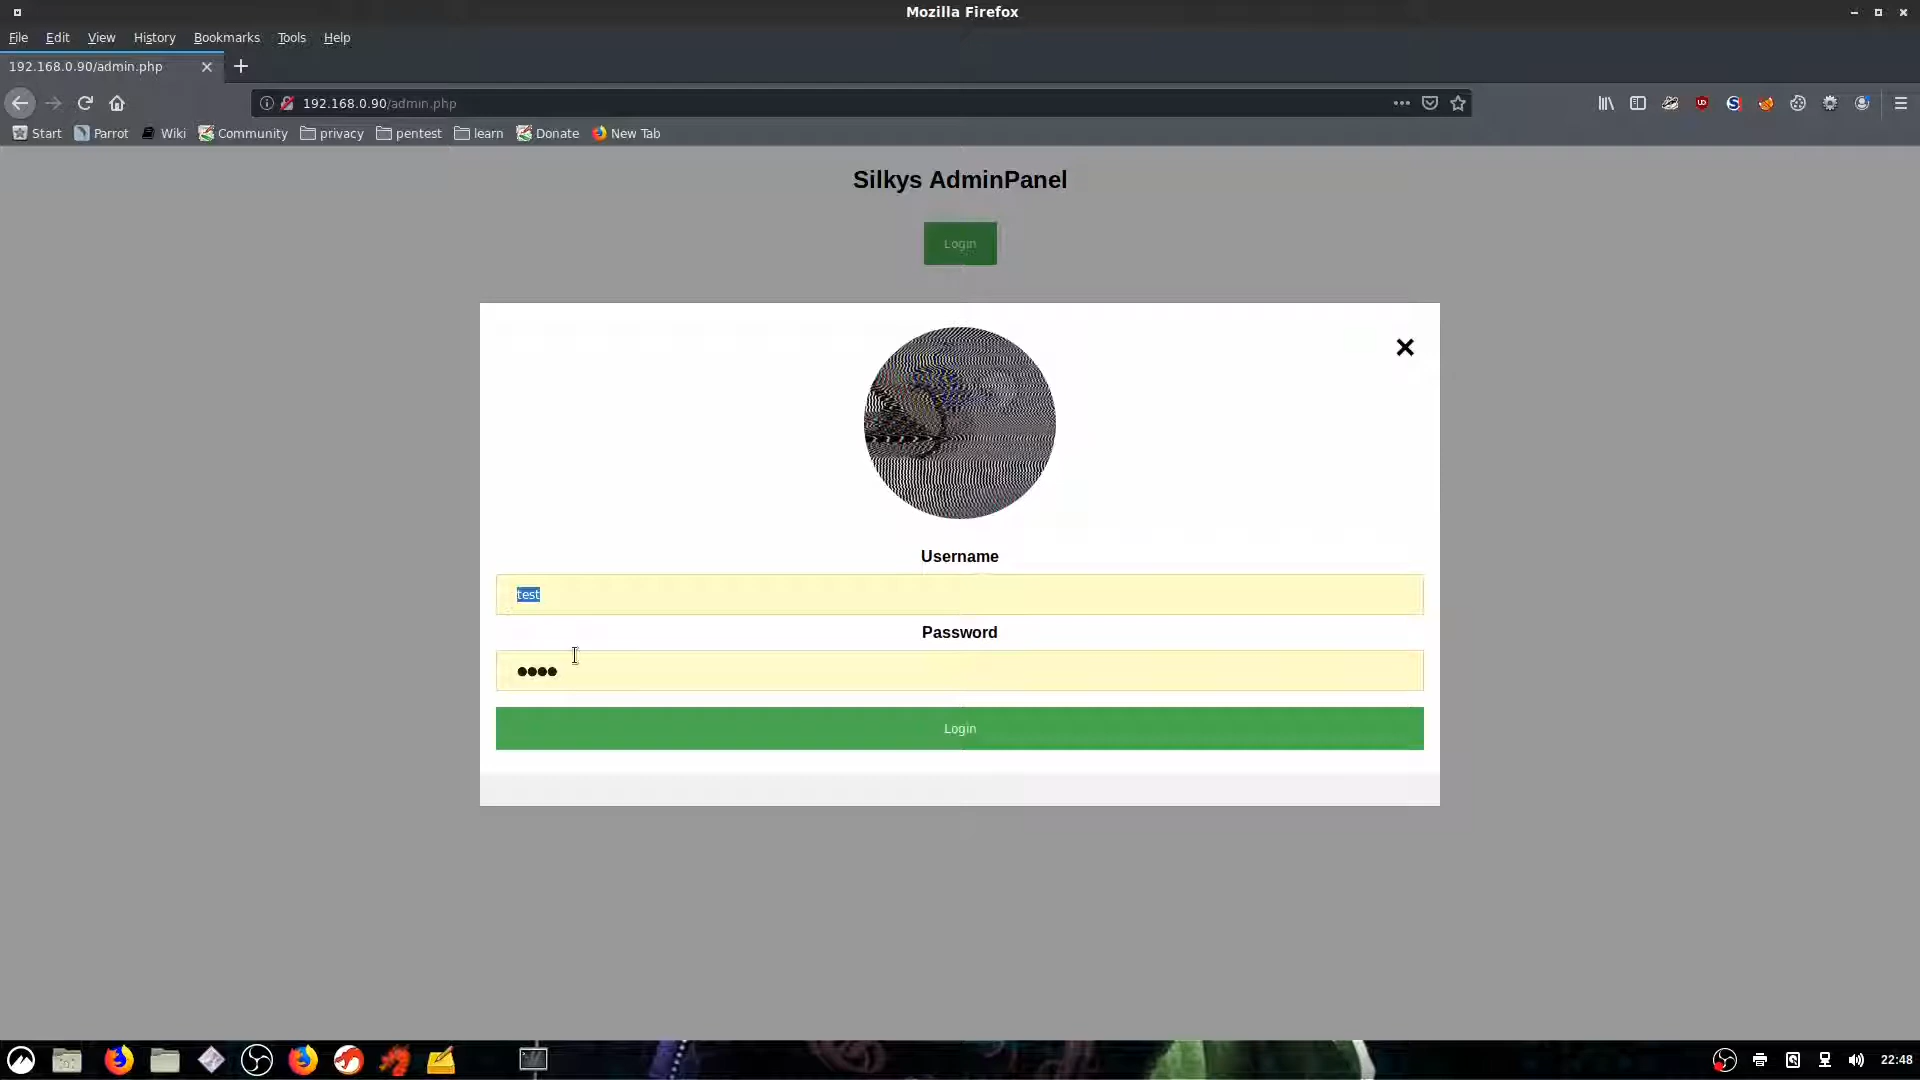 Mozilla Firefox
File Edit View History Bookmarks Tools Help
192.168.0.90/admin.php
192.168.0.90/admin.php
Start Parrot Wiki Community privacy pentest learn Donate New Tab
Silkys AdminPanel
Login
Username
test
Password
Login
22:48